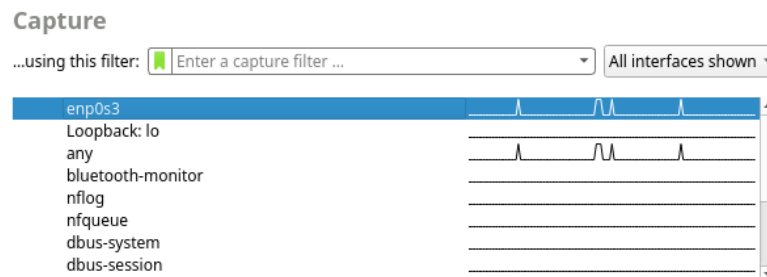 Capture
...using this filter: Enter a capture filter ... All interfaces shown
enp0s3
Loopback: lo
any
bluetooth-monitor
nflog
nfqueue
dbus-system
dbus-session